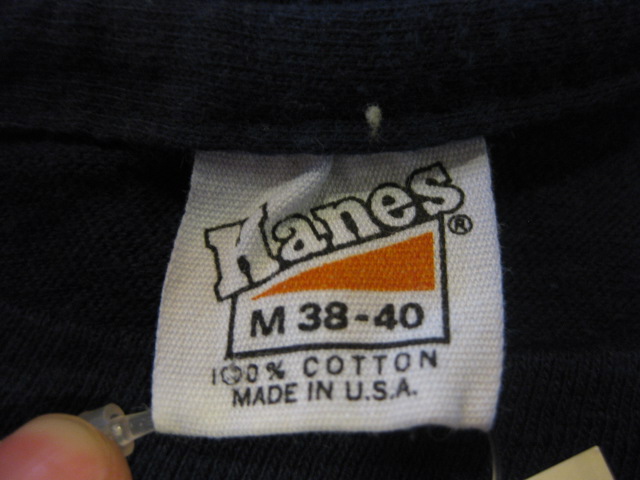 Hanes®
M 38-40
100% COTTON
MADE IN U.S.A.